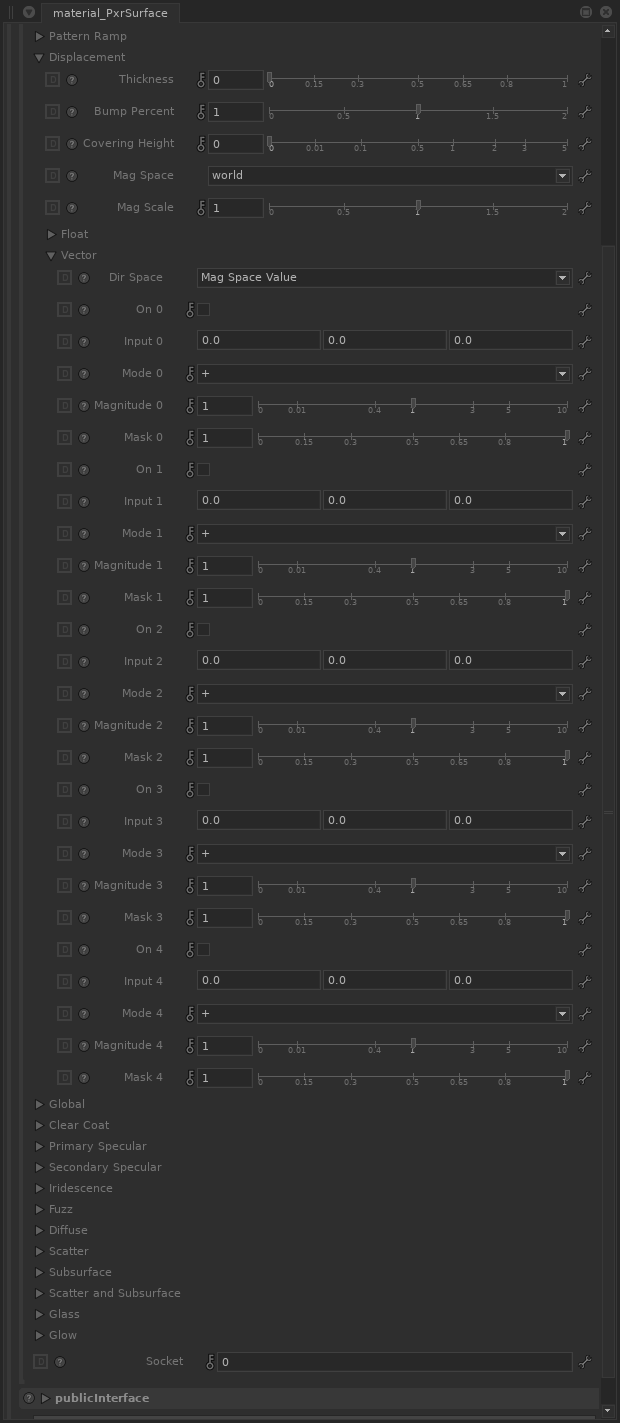 material_PxrSurface
Pattern Ramp
Displacement
Thickness 0 0 0.15 0.3 0.5 0.65 0.8 1
Bump Percent 1 0 0.5 1 1.5 2
Covering Height 0 0 0.01 0.1 0.5 1 2 3 5
Mag Space world
Mag Scale 1 0 0.5 1 1.5 2
Float
Vector
Dir Space Mag Space Value
On 0
Input 0 0.0 0.0 0.0
Mode 0 +
Magnitude 0 1 0 0.01 0.4 1 3 5 10
Mask 0 1 0 0.15 0.3 0.5 0.65 0.8 1
On 1
Input 1 0.0 0.0 0.0
Mode 1 +
Magnitude 1 1 0 0.01 0.4 1 3 5 10
Mask 1 1 0 0.15 0.3 0.5 0.65 0.8 1
On 2
Input 2 0.0 0.0 0.0
Mode 2 +
Magnitude 2 1 0 0.01 0.4 1 3 5 10
Mask 2 1 0 0.15 0.3 0.5 0.65 0.8 1
On 3
Input 3 0.0 0.0 0.0
Mode 3 +
Magnitude 3 1 0 0.01 0.4 1 3 5 10
Mask 3 1 0 0.15 0.3 0.5 0.65 0.8 1
On 4
Input 4 0.0 0.0 0.0
Mode 4 +
Magnitude 4 1 0 0.01 0.4 1 3 5 10
Mask 4 1 0 0.15 0.3 0.5 0.65 0.8 1
Global
Clear Coat
Primary Specular
Secondary Specular
Iridescence
Fuzz
Diffuse
Scatter
Subsurface
Scatter and Subsurface
Glass
Glow
Socket 0
publicInterface